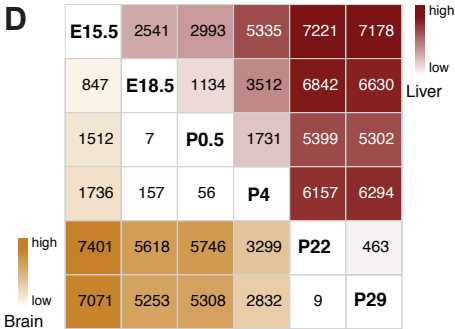 D
E15.5 2541 2993 5335 7221 7178
high
low
Liver
847 E18.5 1134 3512 6842 6630
1512 7 P0.5 1731 5399 5302
1736 157 56 P4 6157 6294
7401 5618 5746 3299 P22 463
high
low
Brain
7071 5253 5308 2832 9 P29